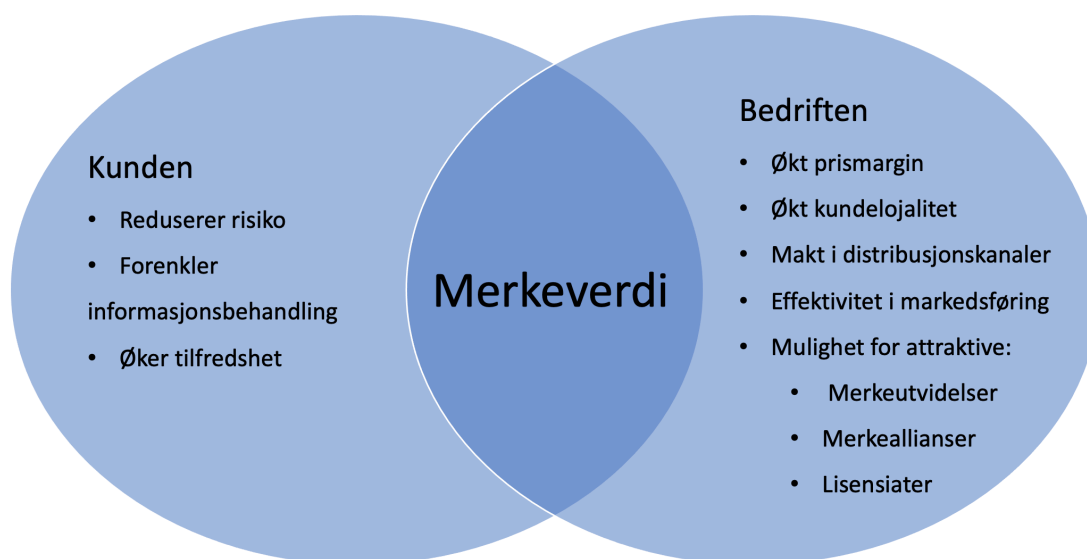 Kunden
• Reduserer risiko
• Forenkler
informasjonsbehandling
• Øker tilfredshet
Merkeverdi
Bedriften
• Økt prismargin
• Økt kundelojalitet
• Makt i distribusjonskanaler
• Effektivitet i markedsføring
• Mulighet for attraktive:
• Merkeutvidelser
• Merkeallianser
• Lisensiater